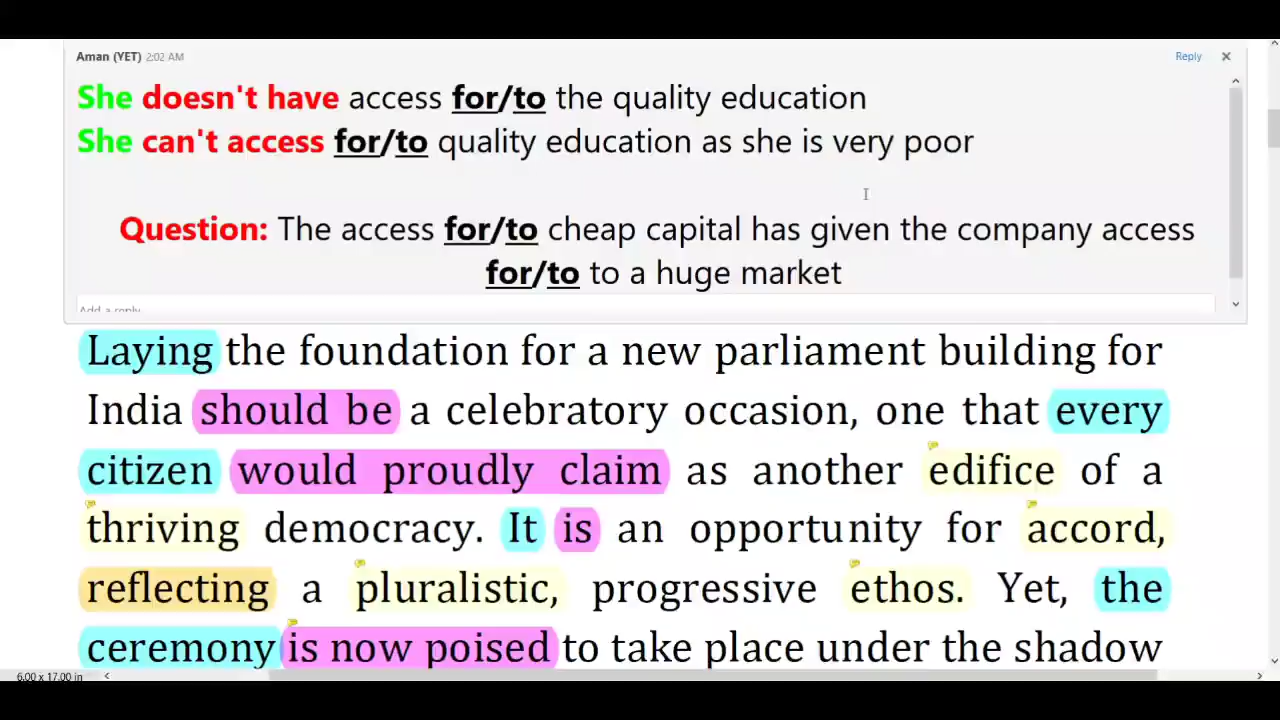 Aman (YET) 2:02 AM Reply
She doesn't have access for/to the quality education
She can't access for/to quality education as she is very poor
Question: The access for/to cheap capital has given the company access
for/to to a huge market
Add a reply
Laying the foundation for a new parliament building for
India should be a celebratory occasion, one that every
citizen would proudly claim as another edifice of a
thriving democracy. It is an opportunity for accord,
reflecting a pluralistic, progressive ethos. Yet, the
ceremony is now poised to take place under the shadow
6.00 x 17.00 in